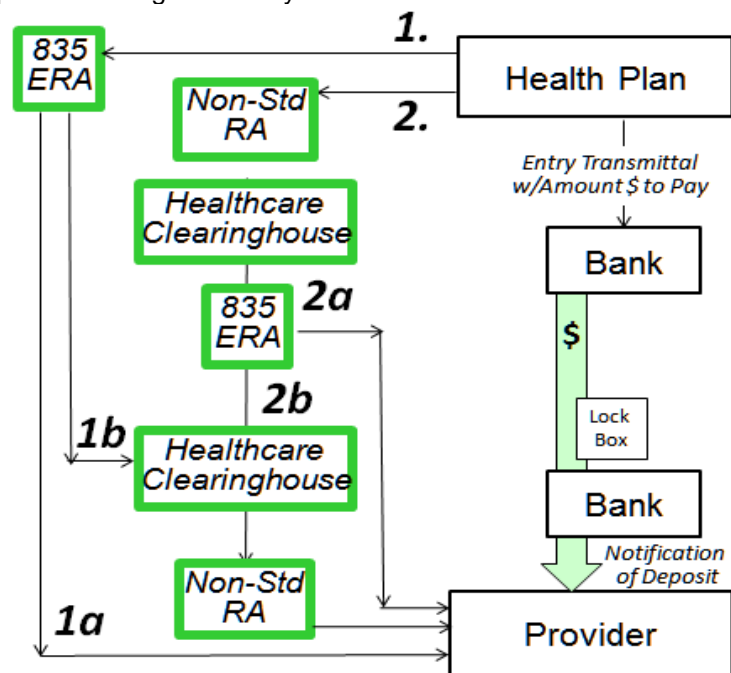 1.
835
ERA
Health Plan
Non-Std
RA
2.
Entry Transmittal
w/Amount $ to Pay
Healthcare
Clearinghouse
Bank
835
ERA
2a
$
2b
Lock
Box
1b
Healthcare
Clearinghouse
Bank
Notification
of Deposit
Non-Std
RA
1a
Provider